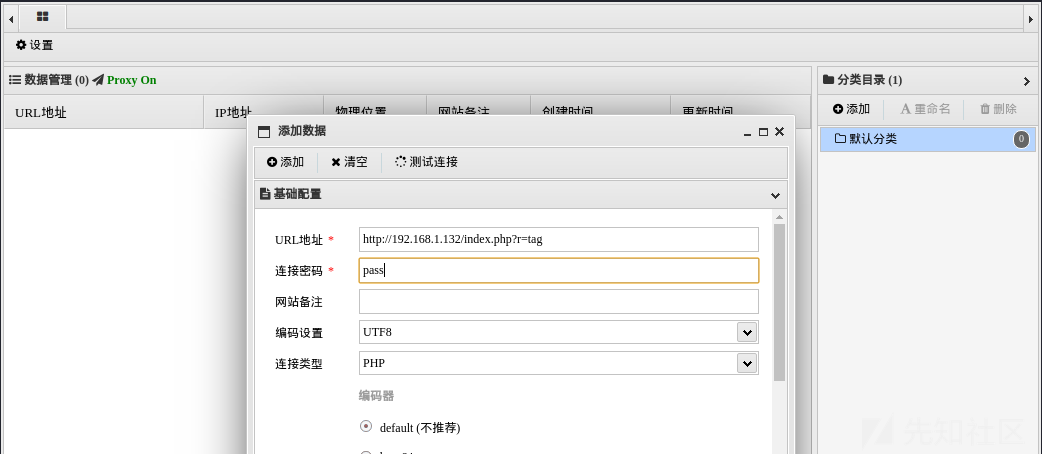 设置
数据管理 (0) Proxy On
分类目录 (1)
URL地址 IP地址 物理位置 网站备注 创建时间 更新时间
添加 重命名 删除
默认分类 0
添加数据
添加 清空 测试连接
基础配置
URL地址 * http://192.168.1.132/index.php?r=tag
连接密码 * pass
网站备注
编码设置 UTF8
连接类型 PHP
编码器
default (不推荐)
先知社区